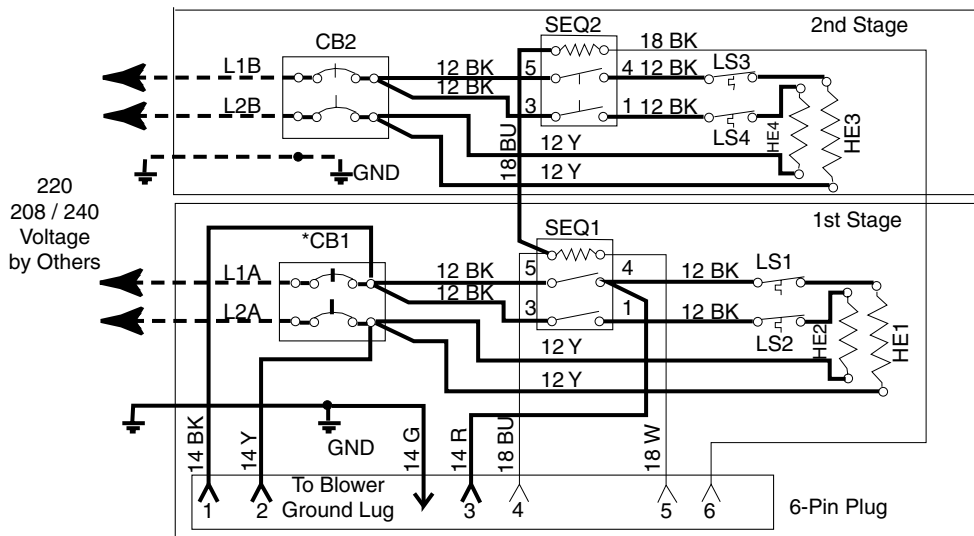 SEQ2
2nd Stage
CB2
18 BK
L1B
12 BK
5
4
12 BK
LS3
12 BK
L2B
3
1
12 BK
LS4
12 Y
HE4
HE3
18 BU
12 Y
GND
220
208 / 240
Voltage
by Others
SEQ1
1st Stage
*CB1
L1A
12 BK
5
4
12 BK
LS1
12 BK
L2A
3
1
12 BK
LS2
HE2
HE1
12 Y
12 Y
GND
14 BK
14 Y
14 G
14 R
18 BU
18 W
To Blower
Ground Lug
1
2
3
4
5
6
6-Pin Plug